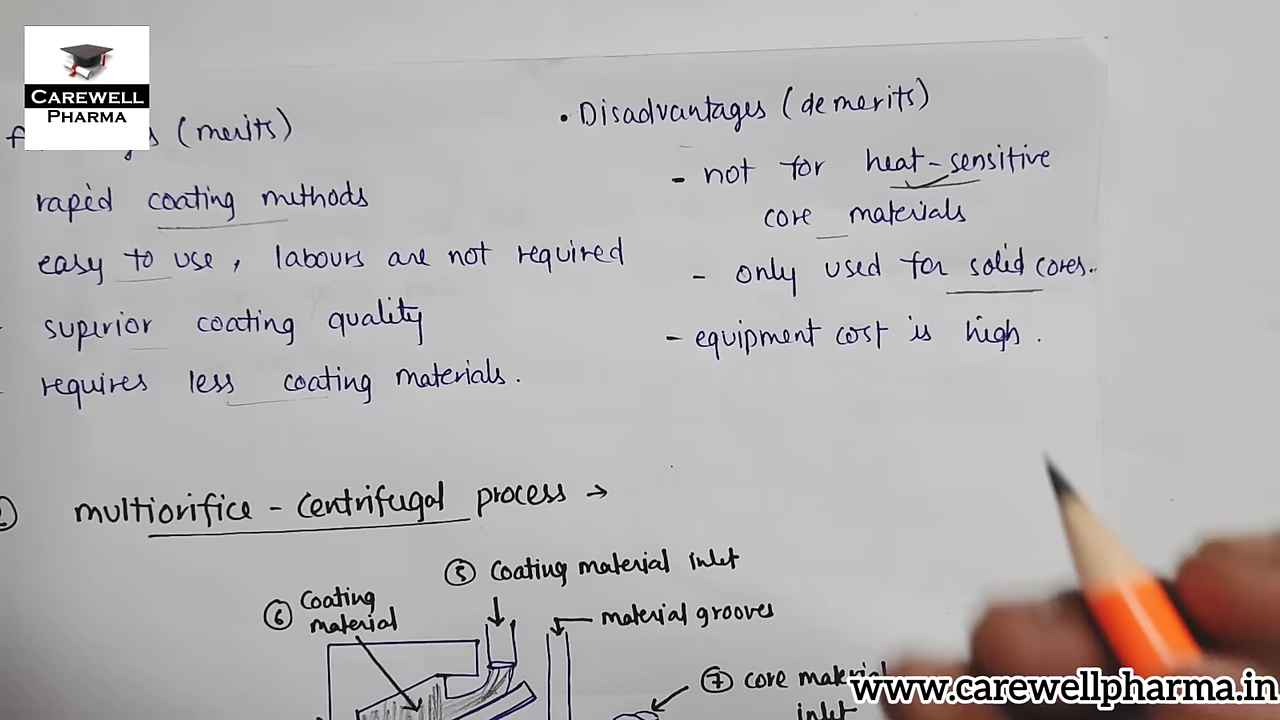 CAREWELL
PHARMA
(merits)
rapid coating methods
easy to use, labours are not required
superior coating quality
requires less coating materials.
• Disadvantages (demerits)
- not for heat-sensitive
core materials
- only used for solid cores..
- equipment cost is high.
multiorifice - centrifugal process →
⑤ coating material inlet
⑥ Coating
material
material grooves
⑦ core material
inlet
www.carewellpharma.in